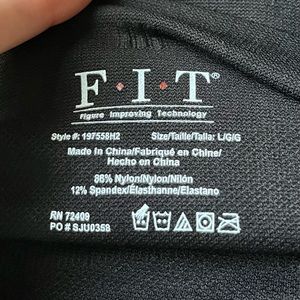 F·I·T®
Figure Improving Technology
Style #: 197556H2 Size/Taille/Talla: L/G/G
Made in China/Fabriqué en Chine/
Hecho en China
88% Nylon/Nylon/Nilón
12% Spandex/Élasthanne/Elastano
RN 72409
PO # SJU0358